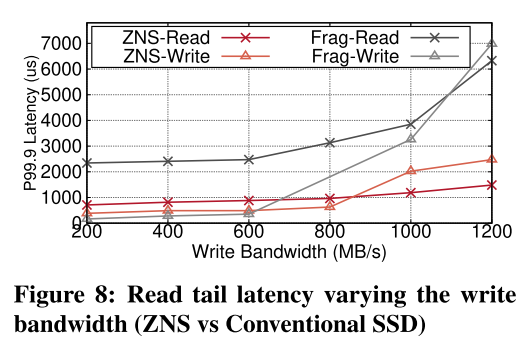 ZNS-Read
Frag-Read
ZNS-Write
Frag-Write
P99.9 Latency (us)
7000
6000
5000
4000
3000
2000
1000
0
200
400
600
800
1000
1200
Write Bandwidth (MB/s)
Figure 8: Read tail latency varying the write
bandwidth (ZNS vs Conventional SSD)